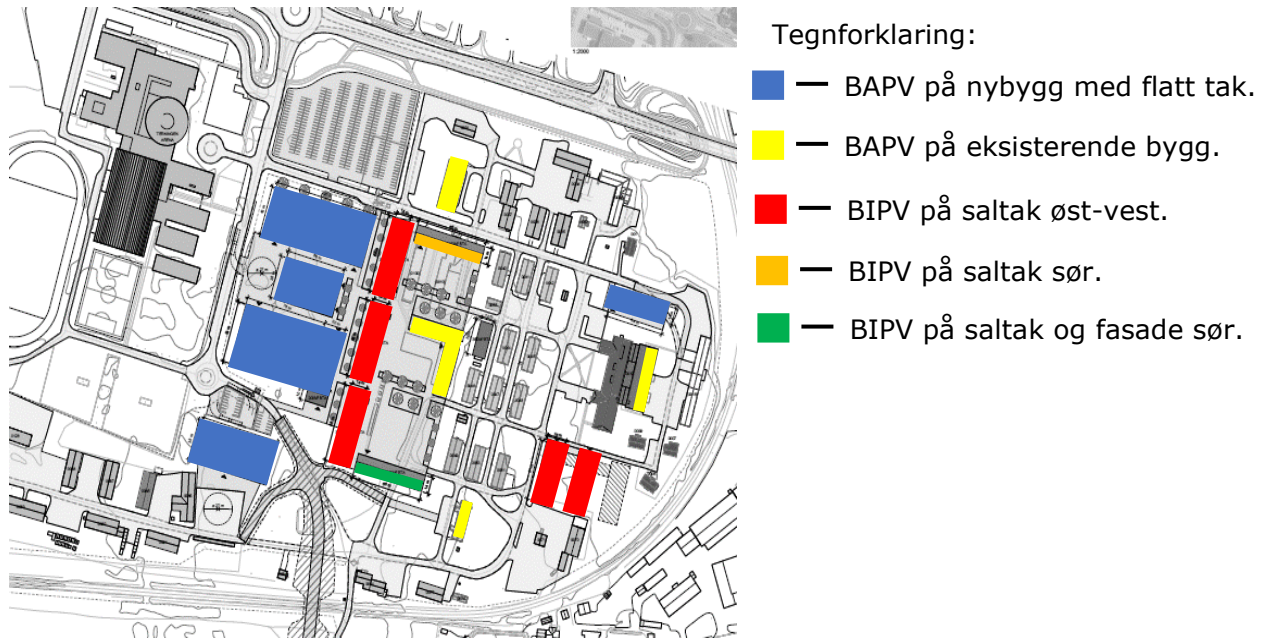 1:2000
Tegnforklaring:
BAPV på nybygg med flatt tak.
BAPV på eksisterende bygg.
BIPV på saltak øst-vest.
BIPV på saltak sør.
BIPV på saltak og fasade sør.